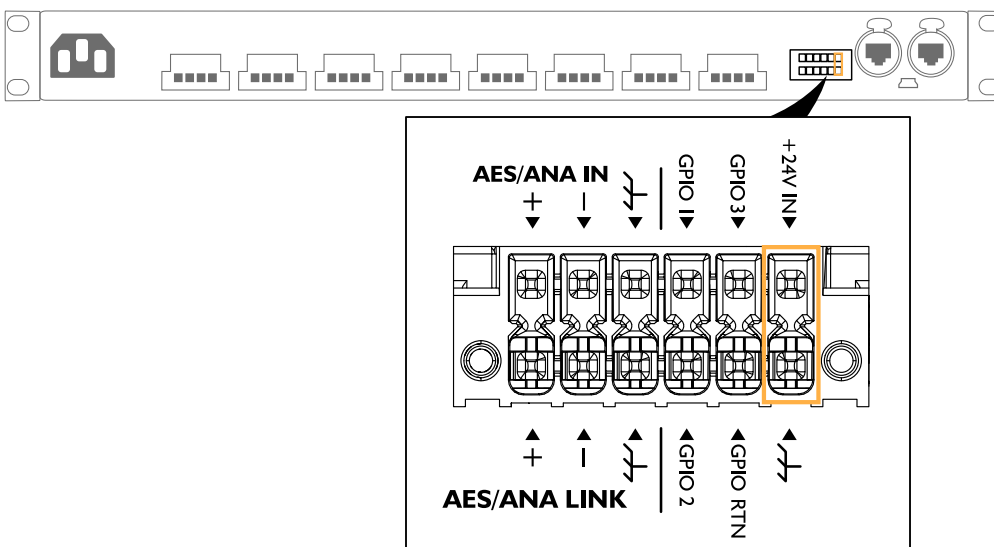 AES/ANA IN
+ −
GPIO 1
GPIO 3
+24V IN
+ −
GPIO 2
GPIO RTN
AES/ANA LINK